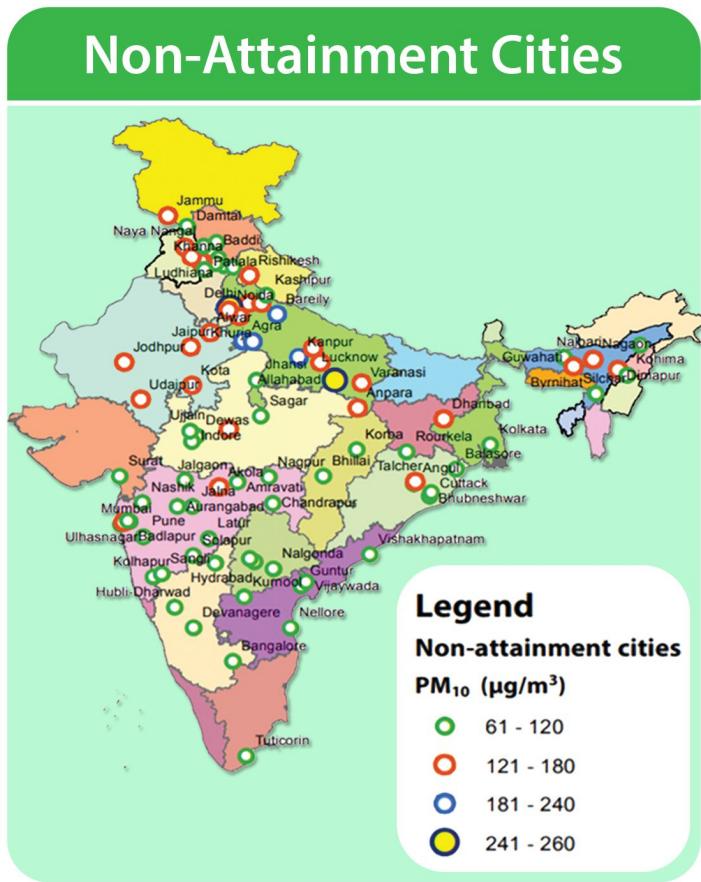 Non-Attainment Cities
Jammu
Damtal
Naya Nangal
Khanna
Baddi
Patiala
Rishikesh
Ludhiana
Kashipur
Delhi
Noida
Bareily
Alwar
Jaipur
Khurja
Agra
Jodhpur
Kanpur
Lucknow
Jhansi
Kota
Allahabad
Varanasi
Udaipur
Anpara
Sagar
Ujjain
Dewas
Indore
Dhanbad
Korba
Rourkela
Kolkata
Balasore
Surat
Jalgaon
Akola
Nagpur
Bhillai
Talcher
Angul
Nashik
Jalna
Amravati
Cuttack
Mumbai
Aurangabad
Chandrapur
Bhubneshwar
Pune
Latur
Ulhasnagar
Badlapur
Solapur
Vishakhapatnam
Kolhapur
Sangli
Nalgonda
Hydrabad
Kurnool
Guntur
Vijaywada
Hubli-Dharwad
Devanagere
Nellore
Bangalore
Tuticorin
Guwahati
Nalbari
Nagaon
Kohima
Byrnihat
Silchar
Dimapur
Legend
Non-attainment cities
PM₁₀ (μg/m³)
61 - 120
121 - 180
181 - 240
241 - 260